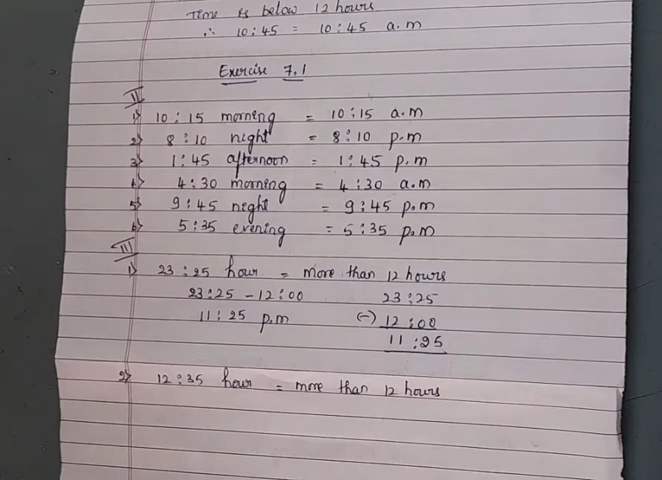 Time is below 12 hours
∴ 10:45 = 10:45 a.m
Exercise 7.1
II
1) 10:15 morneng = 10:15 a.m
2) 8:10 night = 8:10 p.m
3) 1:45 afternoon = 1:45 p.m
4) 4:30 morneng = 4:30 a.m
5) 9:45 night = 9:45 p.m
6) 5:35 evening = 5:35 p.m
III
1) 23:25 hour = more than 12 hours
23:25 - 12:00 23:25
11:25 p.m (-) 12:00
11:25
2) 12:35 hour = more than 12 hours